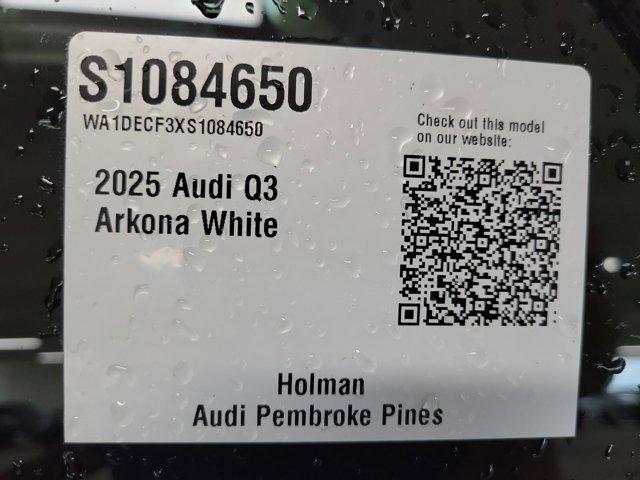 S1084650
WA1DECF3XS1084650
2025 Audi Q3
Arkona White
Check out this model
on our website:
Holman
Audi Pembroke Pines